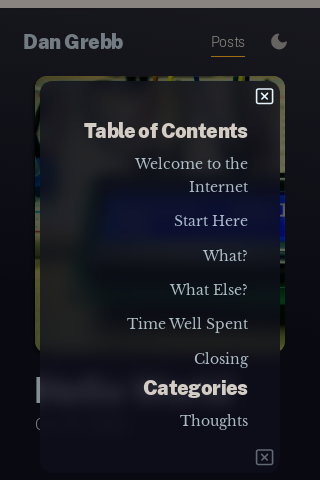 Dan Grebb
Posts
Table of Contents
Welcome to the
Internet
Start Here
What?
What Else?
Time Well Spent
Closing
Categories
Thoughts